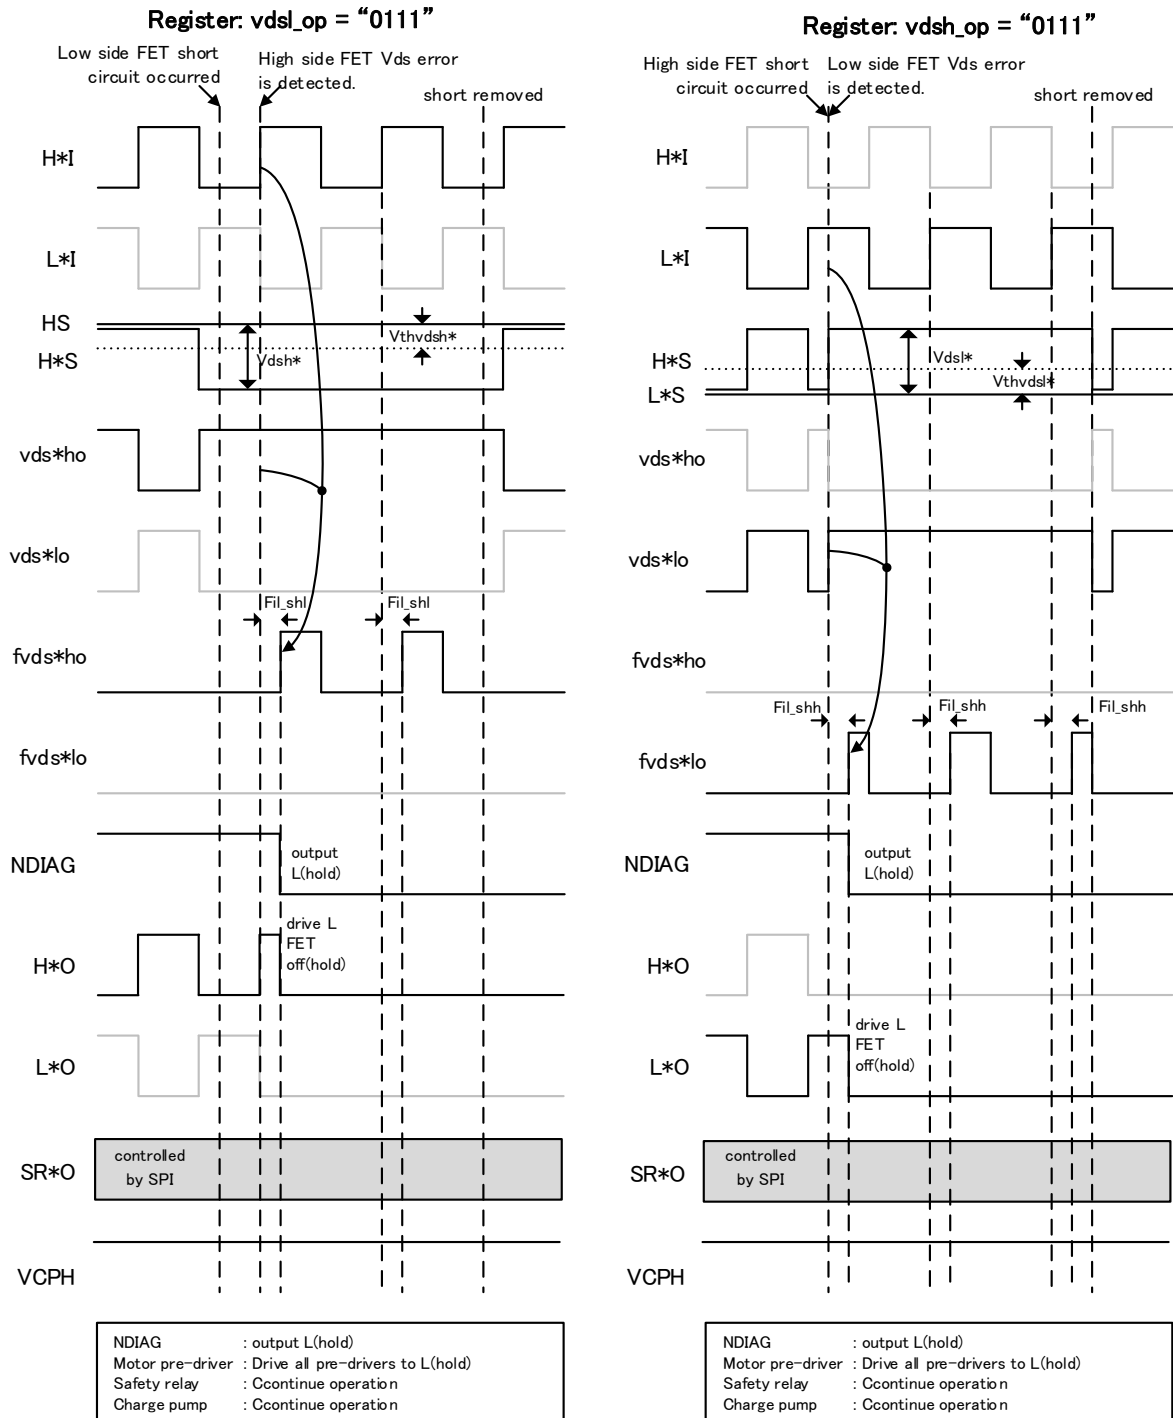 Register: vdsl_op = “0111”
Low side FET short
circuit occurred
High side FET Vds error
is detected.
short removed
H*I
L*I
HS
Vthvdsh*
H*S
Vdsh*
vds*ho
vds*lo
Fil_shl
Fil_shl
fvds*ho
fvds*lo
NDIAG
output
L(hold)
drive L
FET
off(hold)
H*O
L*O
SR*O
controlled
by SPI
VCPH
NDIAG : output L(hold)
Motor pre-driver : Drive all pre-drivers to L(hold)
Safety relay : Ccontinue operation
Charge pump : Ccontinue operation
Register: vdsh_op = “0111”
High side FET short
circuit occurred
Low side FET Vds error
is detected.
short removed
H*I
L*I
H*S
Vdsl*
Vthvdsl*
L*S
vds*ho
vds*lo
fvds*ho
Fil_shh
Fil_shh
Fil_shh
fvds*lo
NDIAG
output
L(hold)
H*O
drive L
FET
off(hold)
L*O
SR*O
controlled
by SPI
VCPH
NDIAG : output L(hold)
Motor pre-driver : Drive all pre-drivers to L(hold)
Safety relay : Ccontinue operation
Charge pump : Ccontinue operation